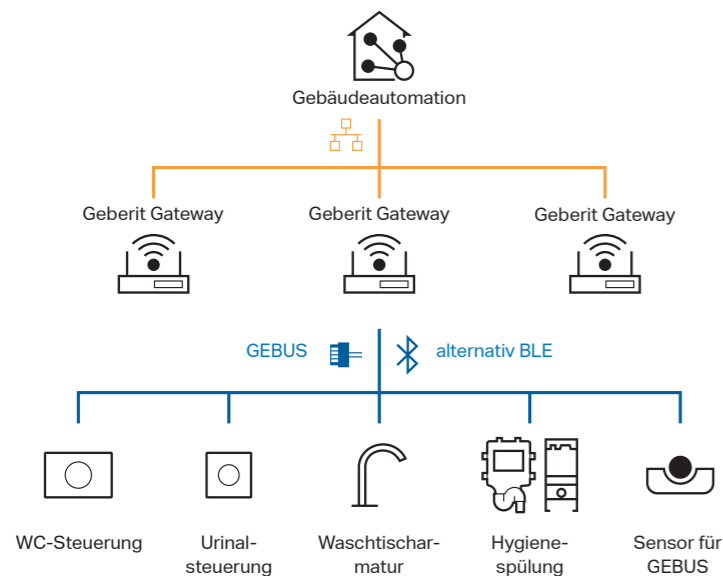 Gebäudeautomation
Geberit Gateway
Geberit Gateway
Geberit Gateway
GEBUS
alternativ BLE
WC-Steuerung
Urinal-
steuerung
Waschtischar-
matur
Hygiene-
spülung
Sensor für
GEBUS